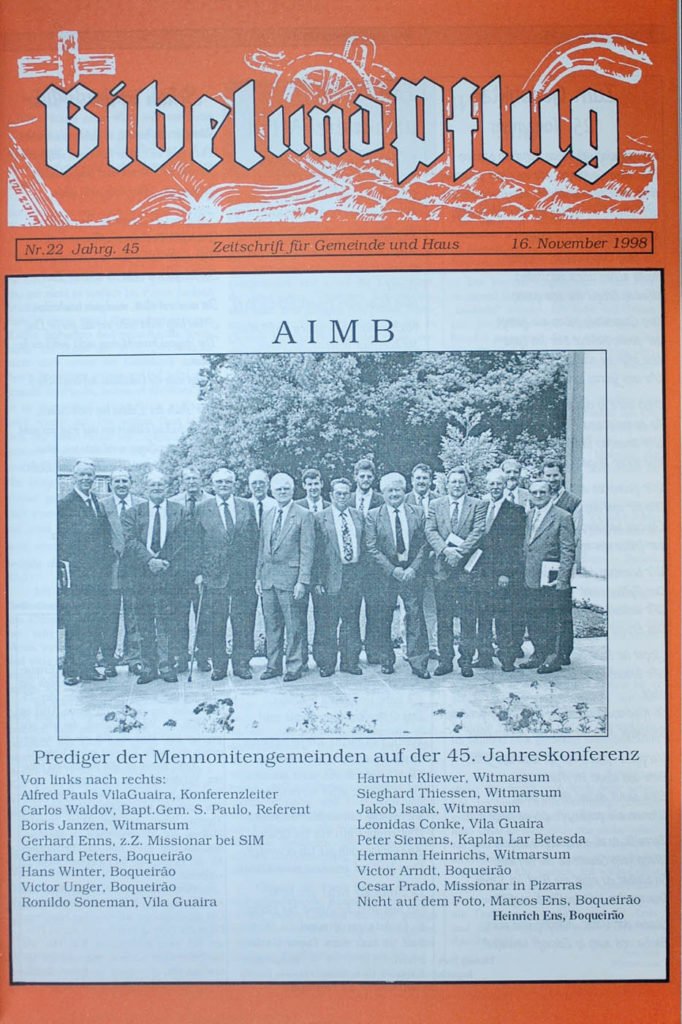 Bibel und Pflug
Nr.22 Jahrg. 45 Zeitschrift für Gemeinde und Haus 16. November 1998
AIMB
Prediger der Mennonitengemeinden auf der 45. Jahreskonferenz
Von links nach rechts:
Alfred Pauls VilaGuaira, Konferenzleiter
Carlos Waldov, Bapt.Gem. S. Paulo, Referent
Boris Janzen, Witmarsum
Gerhard Enns, z.Z. Missionar bei SIM
Gerhard Peters, Boqueirão
Hans Winter, Boqueirão
Victor Unger, Boqueirão
Ronildo Soneman, Vila Guaira
Hartmut Kliewer, Witmarsum
Sieghard Thiessen, Witmarsum
Jakob Isaak, Witmarsum
Leonidas Conke, Vila Guaira
Peter Siemens, Kaplan Lar Betesda
Hermann Heinrichs, Witmarsum
Victor Arndt, Boqueirão
Cesar Prado, Missionar in Pizarras
Nicht auf dem Foto, Marcos Ens, Boqueirão
Heinrich Ens, Boqueirão